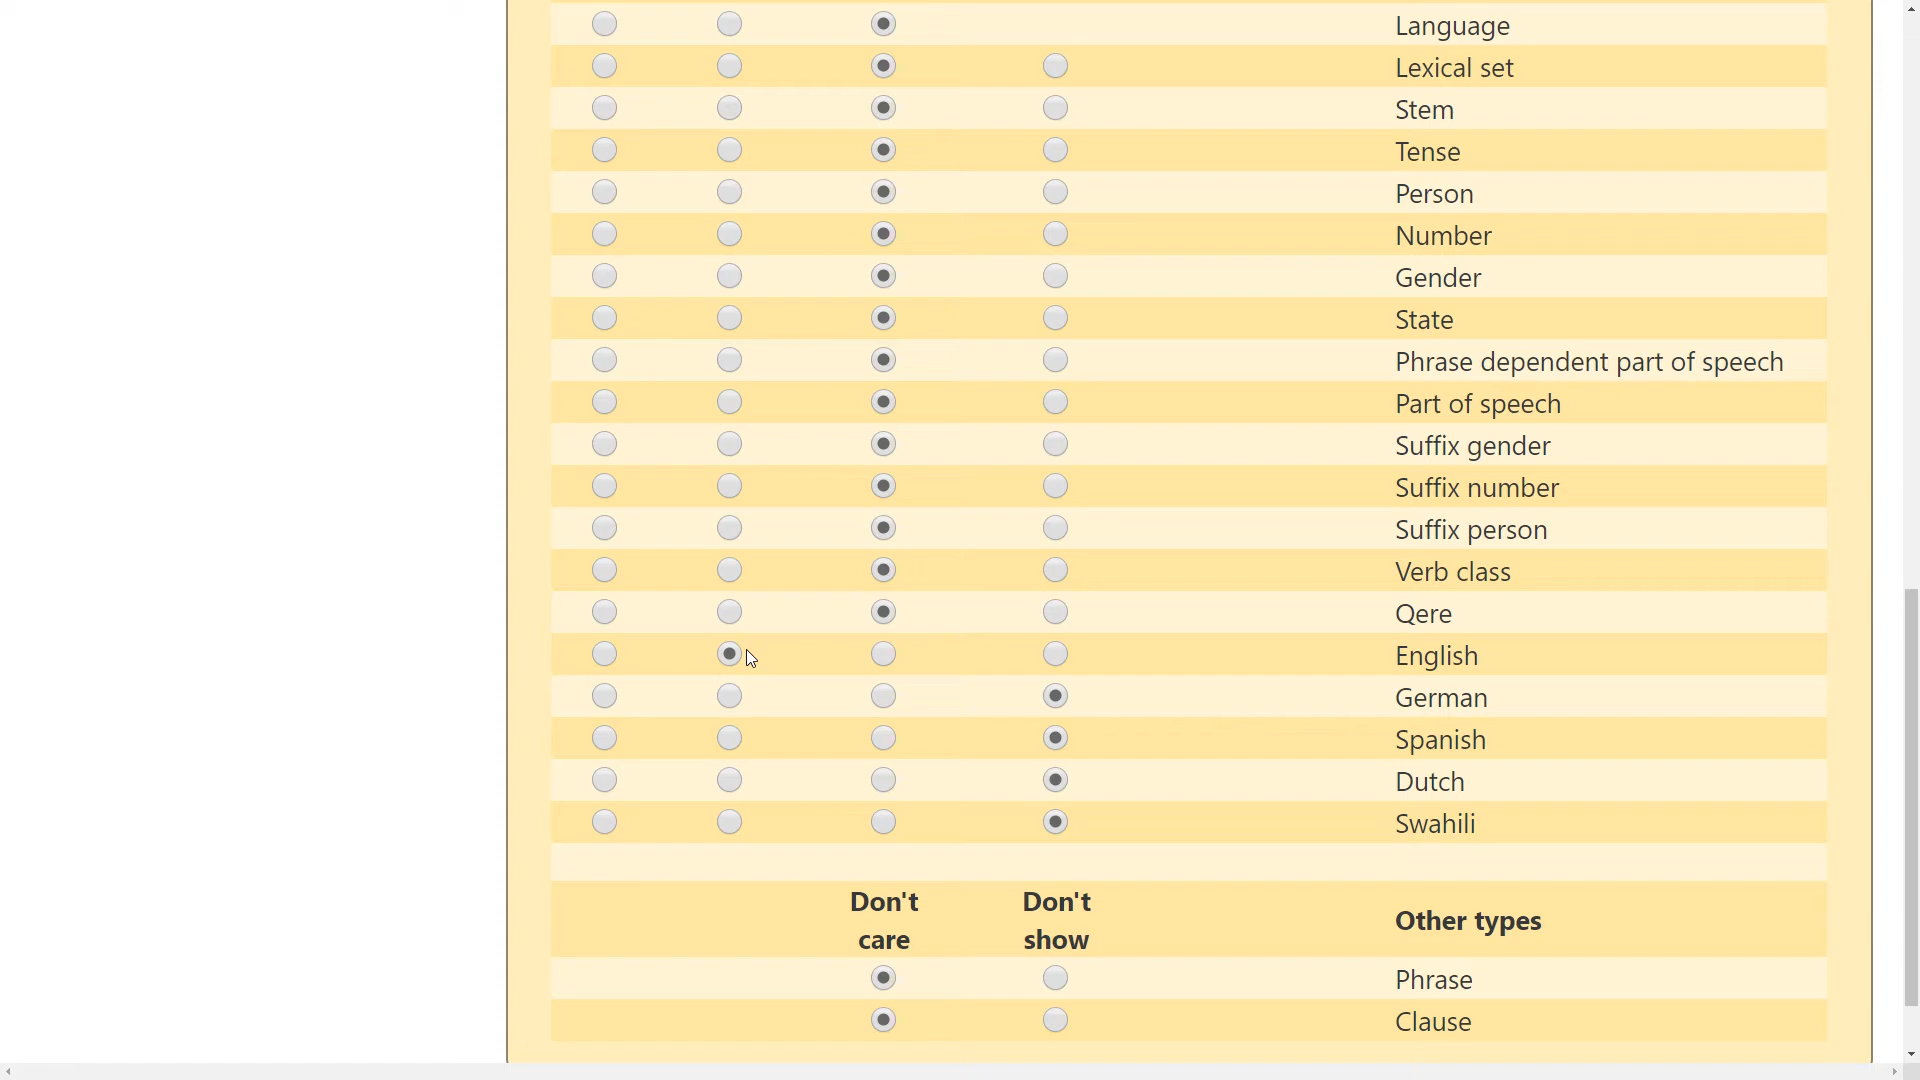 Language
Lexical set
Stem
Tense
Person
Number
Gender
State
Phrase dependent part of speech
Part of speech
Suffix gender
Suffix number
Suffix person
Verb class
Qere
English
German
Spanish
Dutch
Swahili
Don't care
Don't show
Other types
Phrase
Clause